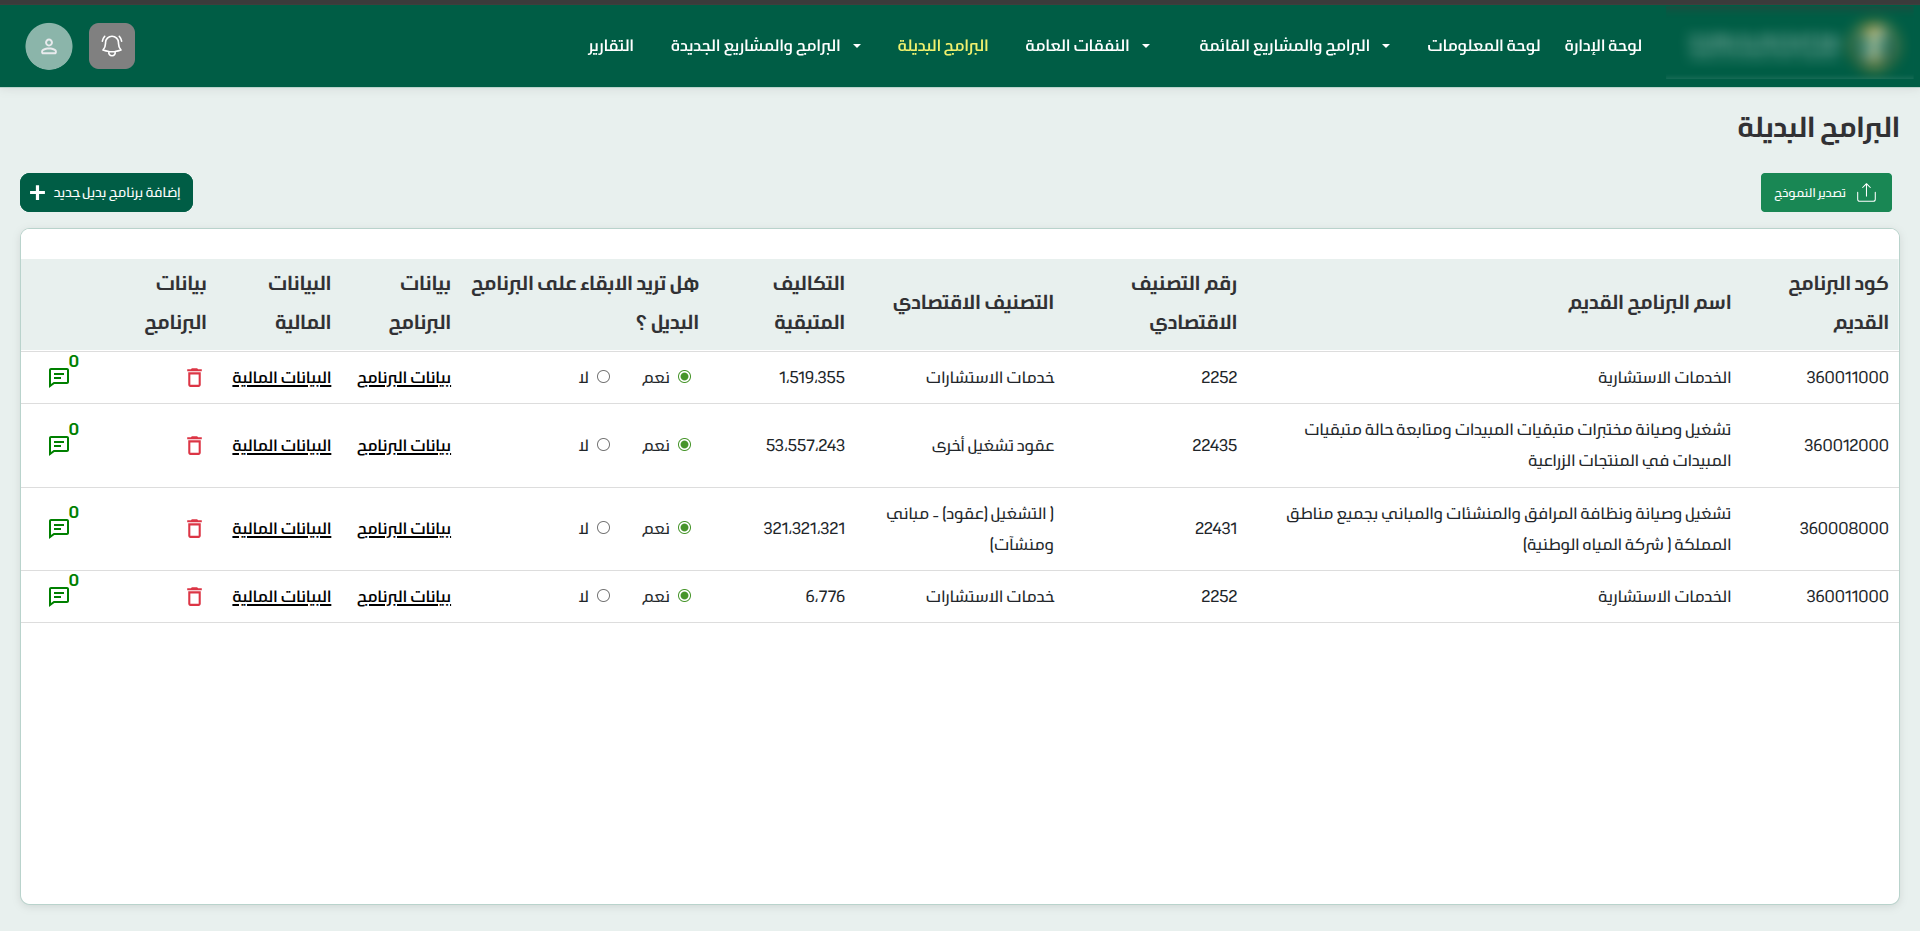 لوحة الإدارة
لوحة المعلومات
البرامج والمشاريع القائمة
النفقات العامة
البرامج البديلة
البرامج والمشاريع الجديدة
التقارير
البرامج البديلة
تصدير النموذج
إضافة برنامج بديل جديد
كود البرنامج القديم
اسم البرنامج القديم
رقم التصنيف الاقتصادي
التصنيف الاقتصادي
التكاليف المتبقية
هل تريد الابقاء على البرنامج البديل ؟
بيانات البرنامج
البيانات المالية
بيانات البرنامج
360011000
الخدمات الاستشارية
2252
خدمات الاستشارات
1,519,355
نعم
لا
بيانات البرنامج
البيانات المالية
0
360012000
تشغيل وصيانة مختبرات متبقيات المبيدات ومتابعة حالة متبقيات
المبيدات في المنتجات الزراعية
22435
عقود تشغيل أخرى
53,557,243
نعم
لا
بيانات البرنامج
البيانات المالية
0
360008000
تشغيل وصيانة ونظافة المرافق والمنشئات والمباني بجميع مناطق
المملكة ( شركة المياه الوطنية)
22431
( التشغيل (عقود) - مباني
ومنشآت)
321,321,321
نعم
لا
بيانات البرنامج
البيانات المالية
0
360011000
الخدمات الاستشارية
2252
خدمات الاستشارات
6,776
نعم
لا
بيانات البرنامج
البيانات المالية
0